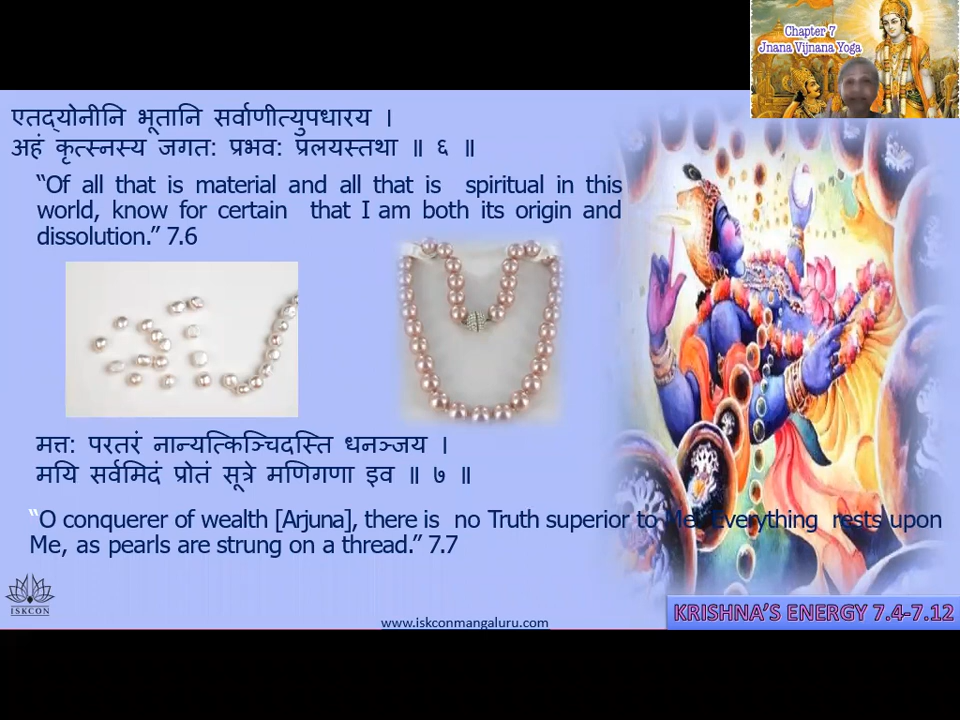 Chapter 7
Jnana Vijnana Yoga
एतद्योनीनि भूतानि सर्वाणीत्युपधारय ।
अहं कृत्स्नस्य जगतः प्रभवः प्रलयस्तथा ॥ ६ ॥
“Of all that is material and all that is spiritual in this
world, know for certain that I am both its origin and
dissolution.” 7.6
मत्तः परतरं नान्यत्किञ्चिदस्ति धनञ्जय ।
मयि सर्वमिदं प्रोतं सूत्रे मणिगणा इव ॥ ७ ॥
“O conquerer of wealth [Arjuna], there is no Truth superior to Me. Everything rests upon
Me, as pearls are strung on a thread.” 7.7
ISKCON
www.iskconmangaluru.com
KRISHNA’S ENERGY 7.4-7.12